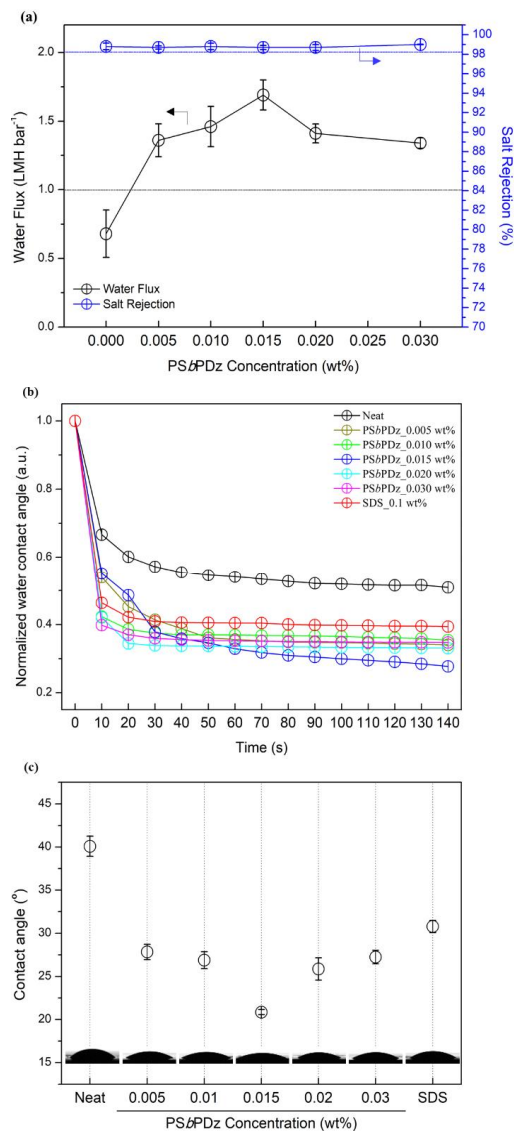 (a)
2.0
1.5
1.0
0.5
0.0
Water Flux (LMH bar-1)
100
98
96
94
92
90
88
86
84
82
80
78
76
74
72
70
Salt Rejection
(%)
Water Flux
Salt Rejection
0.000 0.005 0.010 0.015 0.020 0.025 0.030
PSbPDz Concentration (wt%)
(b)
1.0
0.8
0.6
0.4
0.2
Normalized water contact angle (a.u.)
Neat
PSbPDz_0.005 wt%
PSbPDz_0.010 wt%
PSbPDz_0.015 wt%
PSbPDz_0.020 wt%
PSbPDz_0.030 wt%
SDS_0.1 wt%
0 10 20 30 40 50 60 70 80 90 100 110 120 130 140
Time (s)
(c)
45
40
35
30
25
20
15
Contact angle (°)
Neat 0.005 0.01 0.015 0.02 0.03 SDS
PSbPDz Concentration (wt%)